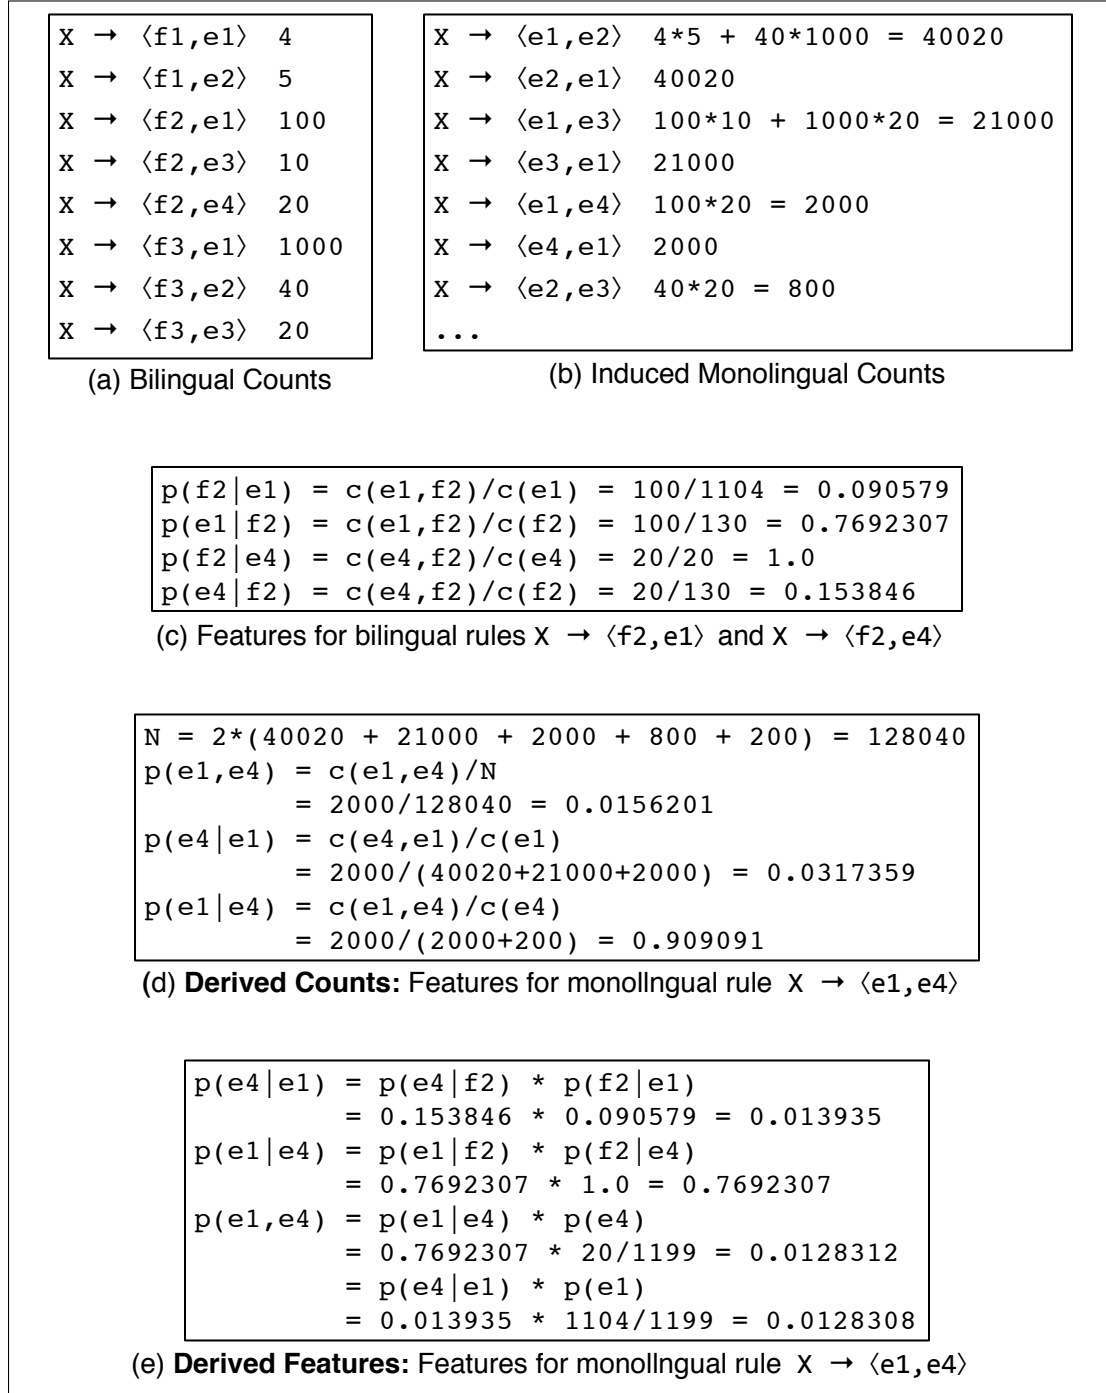 X → ⟨f1,e1⟩ 4
X → ⟨f1,e2⟩ 5
X → ⟨f2,e1⟩ 100
X → ⟨f2,e3⟩ 10
X → ⟨f2,e4⟩ 20
X → ⟨f3,e1⟩ 1000
X → ⟨f3,e2⟩ 40
X → ⟨f3,e3⟩ 20
(a) Bilingual Counts
X → ⟨e1,e2⟩ 4*5 + 40*1000 = 40020
X → ⟨e2,e1⟩ 40020
X → ⟨e1,e3⟩ 100*10 + 1000*20 = 21000
X → ⟨e3,e1⟩ 21000
X → ⟨e1,e4⟩ 100*20 = 2000
X → ⟨e4,e1⟩ 2000
X → ⟨e2,e3⟩ 40*20 = 800
...
(b) Induced Monolingual Counts
p(f2|e1) = c(e1,f2)/c(e1) = 100/1104 = 0.090579
p(e1|f2) = c(e1,f2)/c(f2) = 100/130 = 0.7692307
p(f2|e4) = c(e4,f2)/c(e4) = 20/20 = 1.0
p(e4|f2) = c(e4,f2)/c(f2) = 20/130 = 0.153846
(c) Features for bilingual rules X → ⟨f2,e1⟩ and X → ⟨f2,e4⟩
N = 2*(40020 + 21000 + 2000 + 800 + 200) = 128040
p(e1,e4) = c(e1,e4)/N
= 2000/128040 = 0.0156201
p(e4|e1) = c(e4,e1)/c(e1)
= 2000/(40020+21000+2000) = 0.0317359
p(e1|e4) = c(e1,e4)/c(e4)
= 2000/(2000+200) = 0.909091
(d) Derived Counts: Features for monolIngual rule X → ⟨e1,e4⟩
p(e4|e1) = p(e4|f2) * p(f2|e1)
= 0.153846 * 0.090579 = 0.013935
p(e1|e4) = p(e1|f2) * p(f2|e4)
= 0.7692307 * 1.0 = 0.7692307
p(e1,e4) = p(e1|e4) * p(e4)
= 0.7692307 * 20/1199 = 0.0128312
= p(e4|e1) * p(e1)
= 0.013935 * 1104/1199 = 0.0128308
(e) Derived Features: Features for monolIngual rule X → ⟨e1,e4⟩